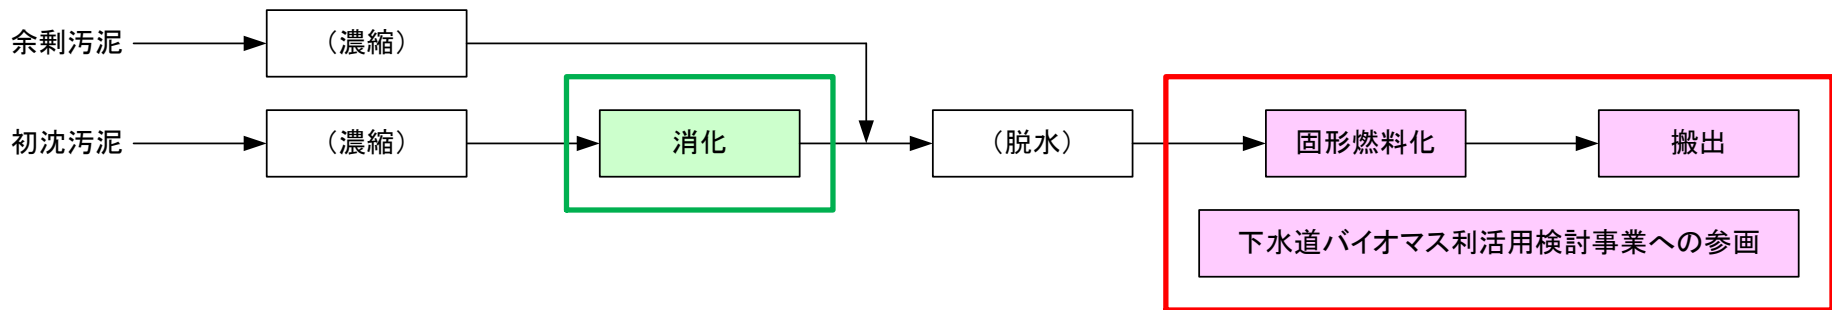 余剰汚泥
（濃縮）
初沈汚泥
（濃縮）
消化
（脱水）
固形燃料化
搬出
下水道バイオマス利活用検討事業への参画